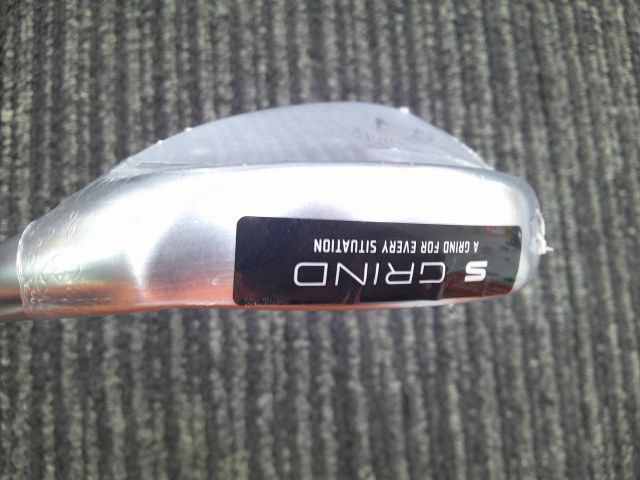 S GRIND
A GRIND FOR EVERY SITUATION